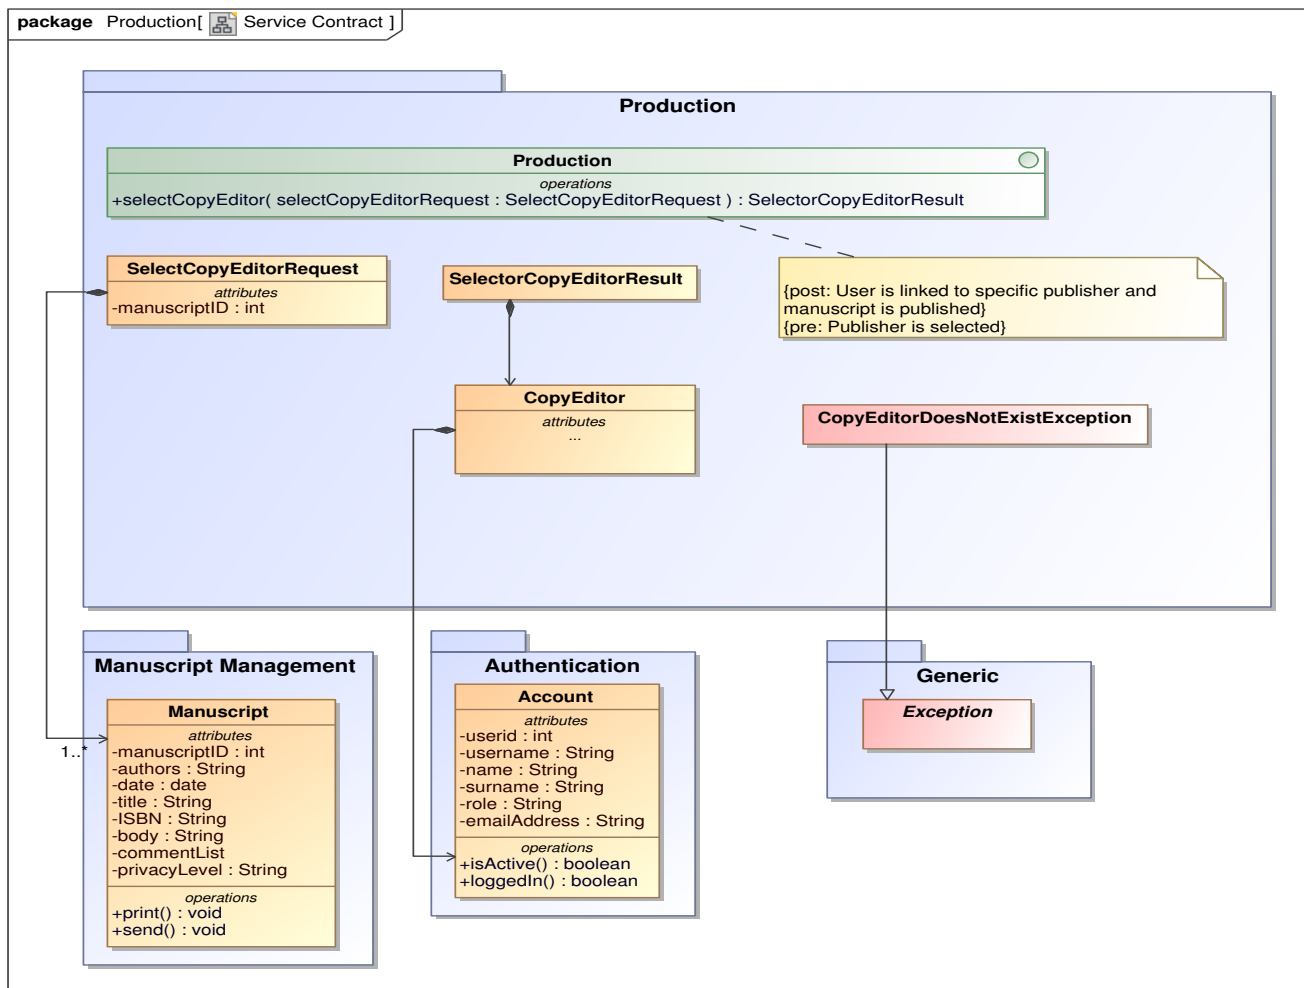 package Production[ Service Contract ]
Production
Production
operations
+selectCopyEditor( selectCopyEditorRequest : SelectCopyEditorRequest ) : SelectorCopyEditorResult
SelectCopyEditorRequest
attributes
-manuscriptID : int
SelectorCopyEditorResult
{post: User is linked to specific publisher and
manuscript is published}
{pre: Publisher is selected}
CopyEditor
attributes
...
CopyEditorDoesNotExistException
Manuscript Management
Manuscript
attributes
-manuscriptID : int
-authors : String
-date : date
-title : String
-ISBN : String
-body : String
-commentList
-privacyLevel : String
operations
+print() : void
+send() : void
1..*
Authentication
Account
attributes
-userid : int
-username : String
-name : String
-surname : String
-role : String
-emailAddress : String
operations
+isActive() : boolean
+loggedIn() : boolean
Generic
Exception